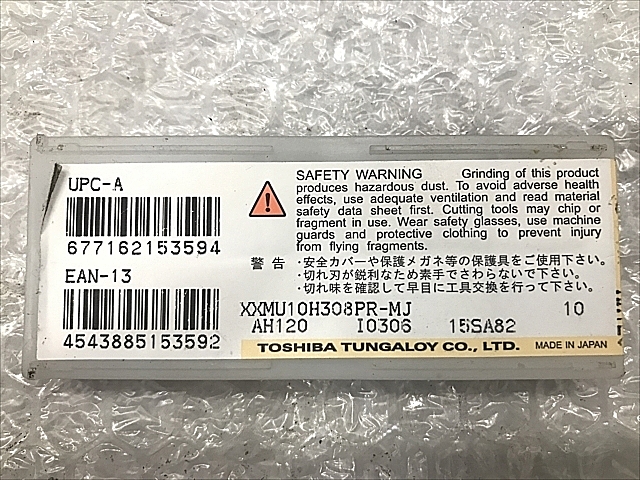 UPC-A
677162153594
EAN-13
4543885153592
SAFETY WARNING Grinding of this product
produces hazardous dust. To avoid adverse health
effects, use adequate ventilation and read material
safety data sheet first. Cutting tools may chip or
fragment in use. Wear safety glasses, use machine
guards and protective clothing to prevent injury
from flying fragments.
警 告 ・安全カバーや保護メガネ等の保護具をご使用下さい。
・切れ刃が鋭利なため素手でさわらないで下さい。
・切れ味を確認して早目に工具交換を行って下さい。
XXMU10H308PR-MJ 10
AH120 I0306 15SA82
TOSHIBA TUNGALOY CO., LTD. MADE IN JAPAN